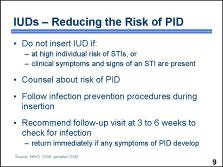 IUDs – Reducing the Risk of PID
• Do not insert IUD if:
– at high individual risk of STIs, or
– clinical symptoms and signs of an STI are present
• Counsel about risk of PID
• Follow infection prevention procedures during
insertion
• Recommend follow-up visit at 3 to 6 weeks to
check for infection
– return immediately if any symptoms of PID develop
Source: WHO, 2004; updated 2008.
9